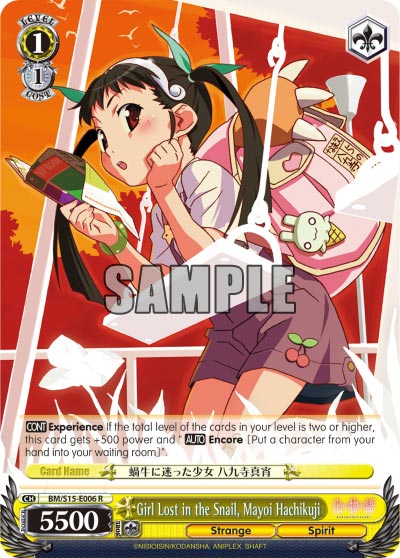 LEVEL
1
1
COST
SAMPLE
CONT Experience If the total level of the cards in your level is two or higher,
this card gets +500 power and " AUTO Encore [Put a character from
your hand into your waiting room]".
Card Name 蝸牛に迷った少女 八九寺真宵
CH BM/S15-E006 R Girl Lost in the Snail, Mayoi Hachikuji
POWER 5500 Strange Spirit
©NISIOISIN/KODANSHA, ANIPLEX, SHAFT